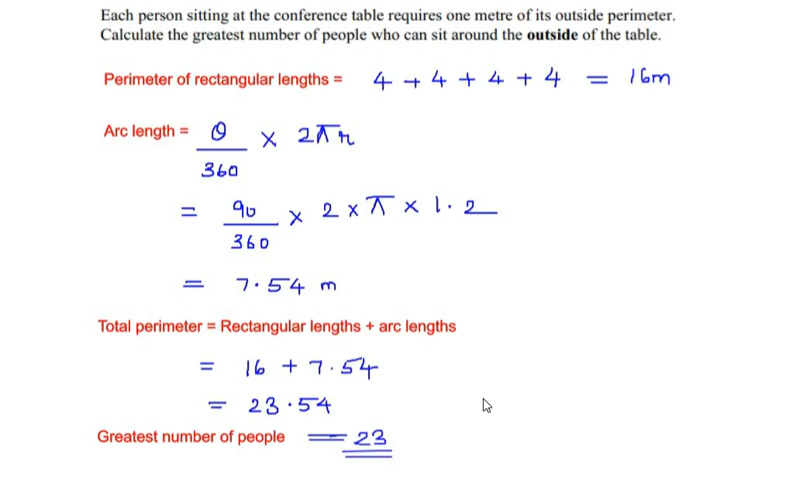 Each person sitting at the conference table requires one metre of its outside perimeter.
Calculate the greatest number of people who can sit around the outside of the table.
Perimeter of rectangular lengths = 4 + 4 + 4 + 4 = 16m
Arc length = θ/360 × 2πr
= 90/360 × 2 × π × 1.2
= 7.54 m
Total perimeter = Rectangular lengths + arc lengths
= 16 + 7.54
= 23.54
Greatest number of people = 23